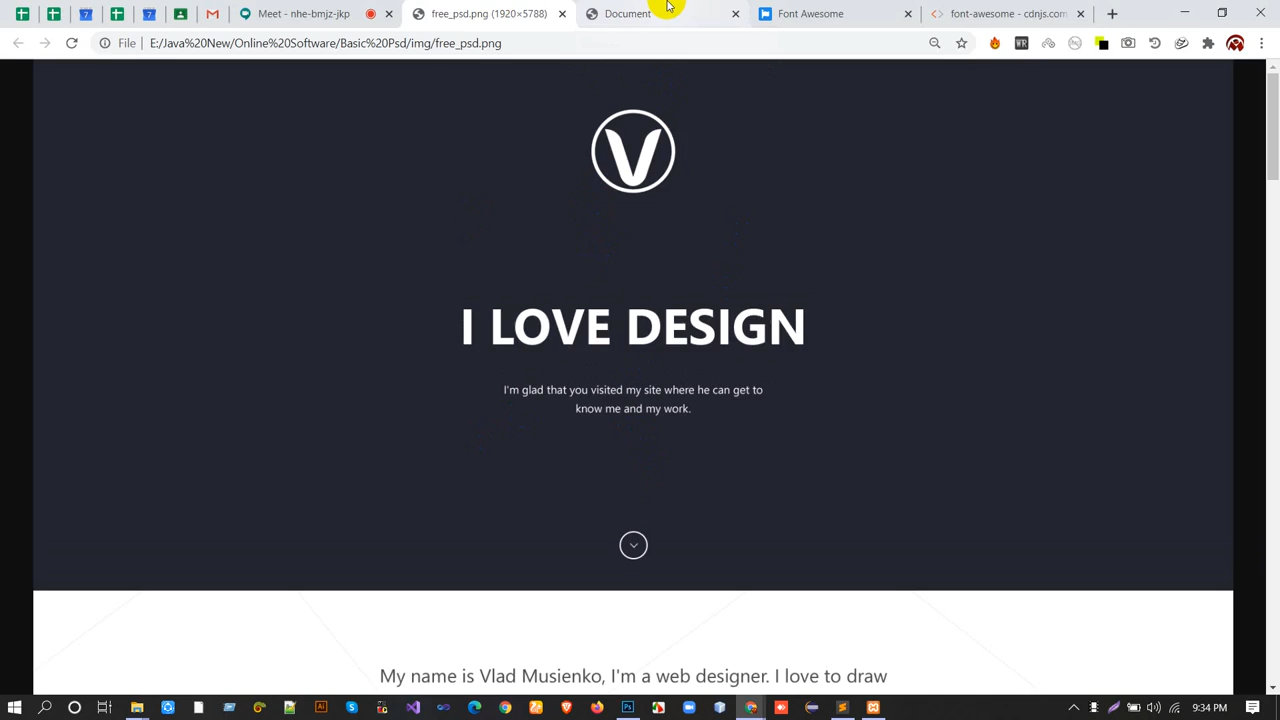 Meet - nhe-bmjz-jkp
free_psd.png (1920×5788)
Document
Font Awesome
font-awesome - cdnjs.com
File
E:/Java%20New/Online%20Software/Basic%20Psd/img/free_psd.png
WR
V
I LOVE DESIGN
I'm glad that you visited my site where he can get to
know me and my work.
My name is Vlad Musienko, I'm a web designer. I love to draw
9:34 PM